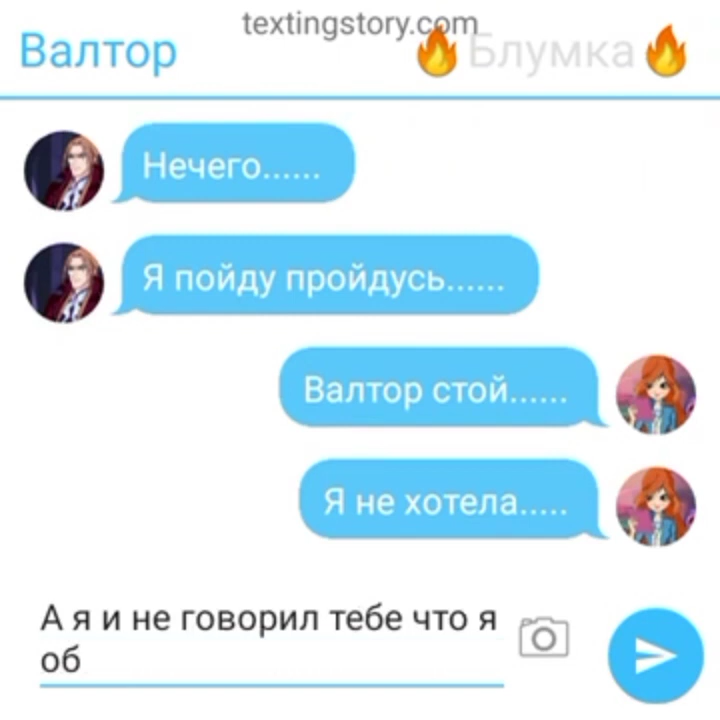 textingstory.com
Валтор
🔥Блумка🔥
Нечего......
Я пойду пройдусь......
Валтор стой......
Я не хотела.....
А я и не говорил тебе что я
об